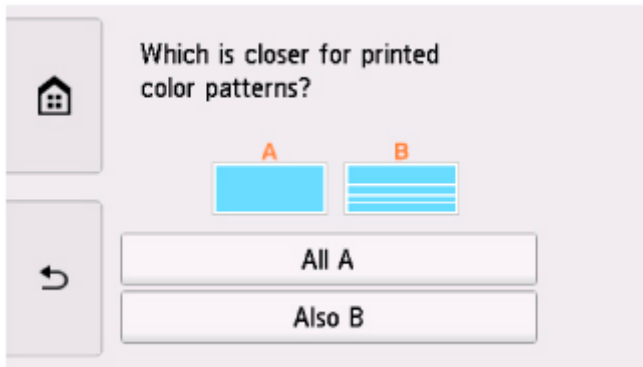 Which is closer for printed
color patterns?
A B
All A
Also B